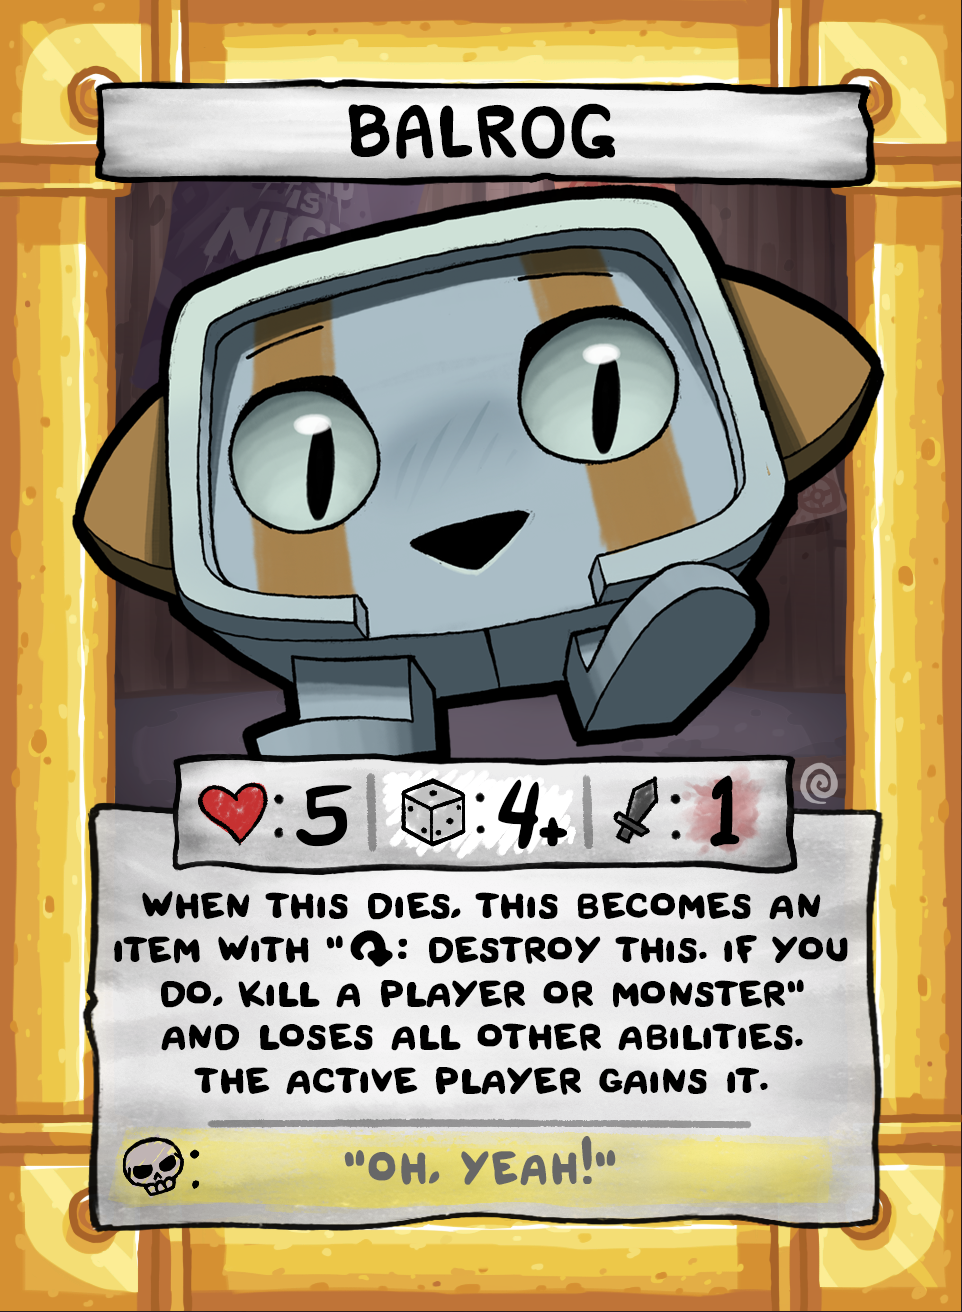 BALROG
IS
: 5 : 4+ : 1
WHEN THIS DIES, THIS BECOMES AN
ITEM WITH "↷: DESTROY THIS. IF YOU
DO, KILL A PLAYER OR MONSTER"
AND LOSES ALL OTHER ABILITIES.
THE ACTIVE PLAYER GAINS IT.
: "OH, YEAH!"